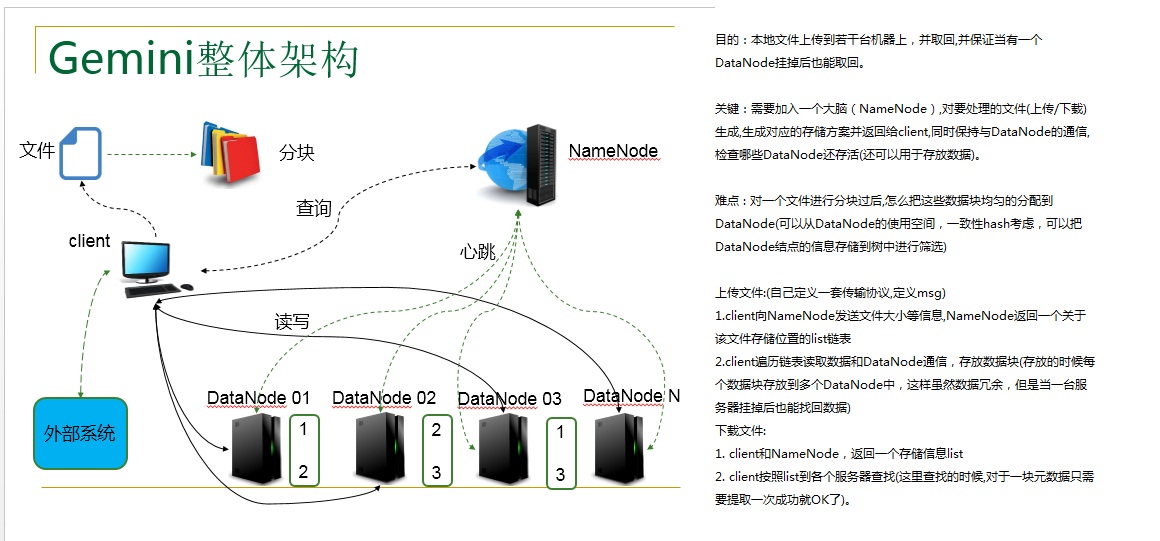 Gemini整体架构
文件
分块
NameNode
查询
client
心跳
读写
DataNode 01
DataNode 02
DataNode 03
DataNode N
外部系统
1
2
2
3
1
3
目的：本地文件上传到若干台机器上，并取回,并保证当有一个
DataNode挂掉后也能取回。
关键：需要加入一个大脑（NameNode）,对要处理的文件(上传/下载)
生成,生成对应的存储方案并返回给client,同时保持与DataNode的通信,
检查哪些DataNode还存活(还可以用于存放数据)。
难点：对一个文件进行分块过后,怎么把这些数据块均匀的分配到
DataNode(可以从DataNode的使用空间，一致性hash考虑，可以把
DataNode结点的信息存储到树中进行筛选)
上传文件:(自己定义一套传输协议,定义msg)
1.client向NameNode发送文件大小等信息,NameNode返回一个关于
该文件存储位置的list链表
2.client遍历链表读取数据和DataNode通信，存放数据块(存放的时候每
个数据块存放到多个DataNode中，这样虽然数据冗余，但是当一台服
务器挂掉后也能找回数据)
下载文件:
1. client和NameNode，返回一个存储信息list
2. client按照list到各个服务器查找(这里查找的时候,对于一块元数据只需
要提取一次成功就OK了)。